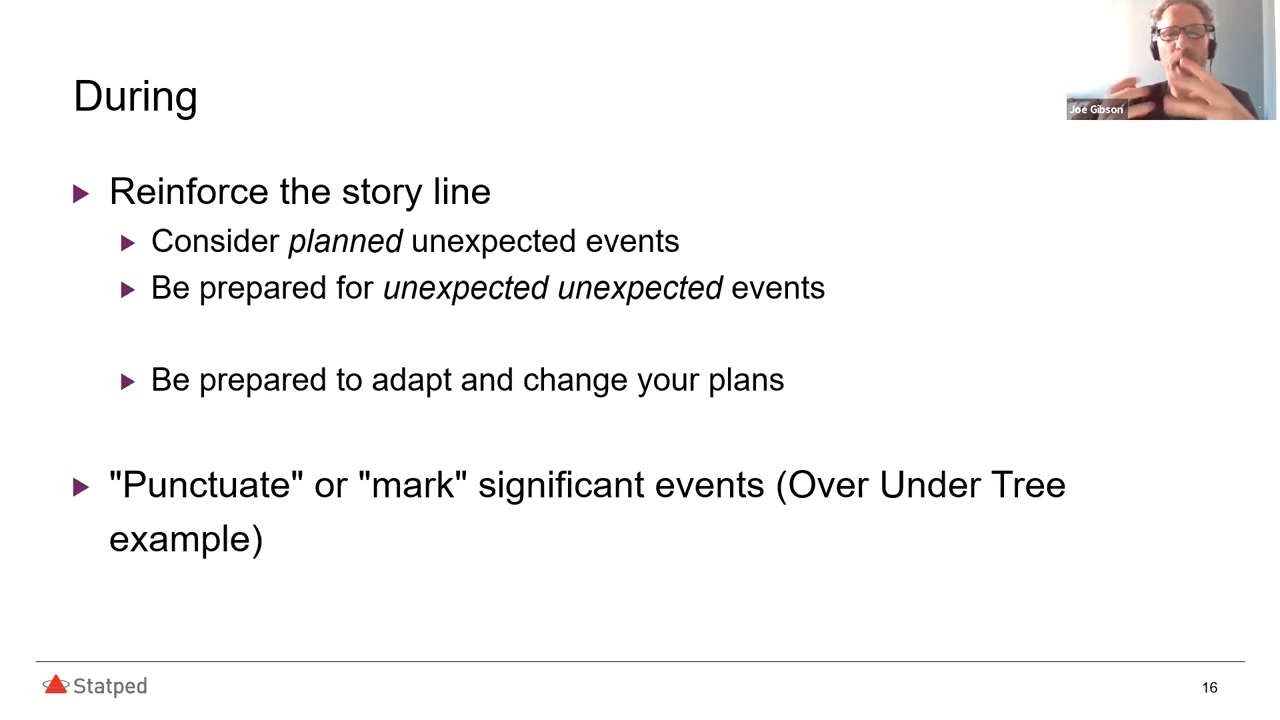 During
Joe Gibson
Reinforce the story line
Consider planned unexpected events
Be prepared for unexpected unexpected events
Be prepared to adapt and change your plans
"Punctuate" or "mark" significant events (Over Under Tree
example)
Statped
16